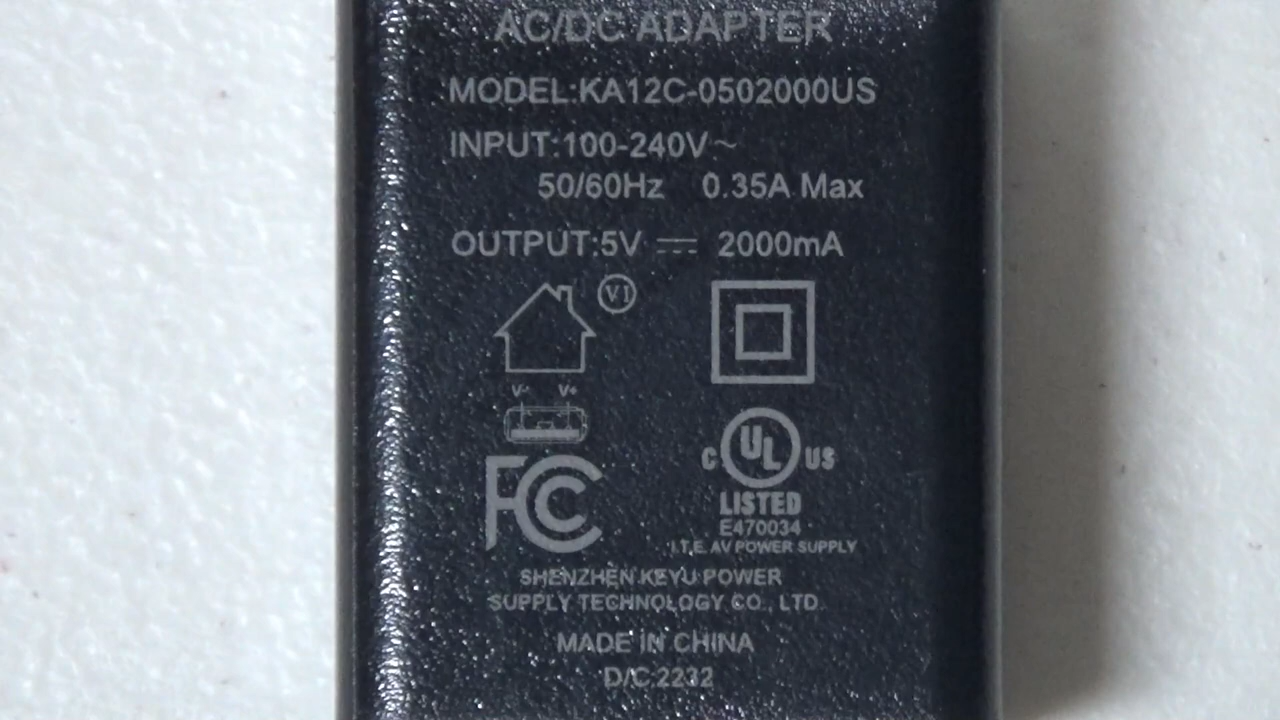 AC/DC ADAPTER
MODEL:KA12C-0502000US
INPUT:100-240V~
50/60Hz 0.35A Max
OUTPUT:5V ⎓ 2000mA
VI
V- V+
FC
C UL US
LISTED
E470034
I.T.E. AV POWER SUPPLY
SHENZHEN KEYU POWER
SUPPLY TECHNOLOGY CO., LTD.
MADE IN CHINA
D/C:2232